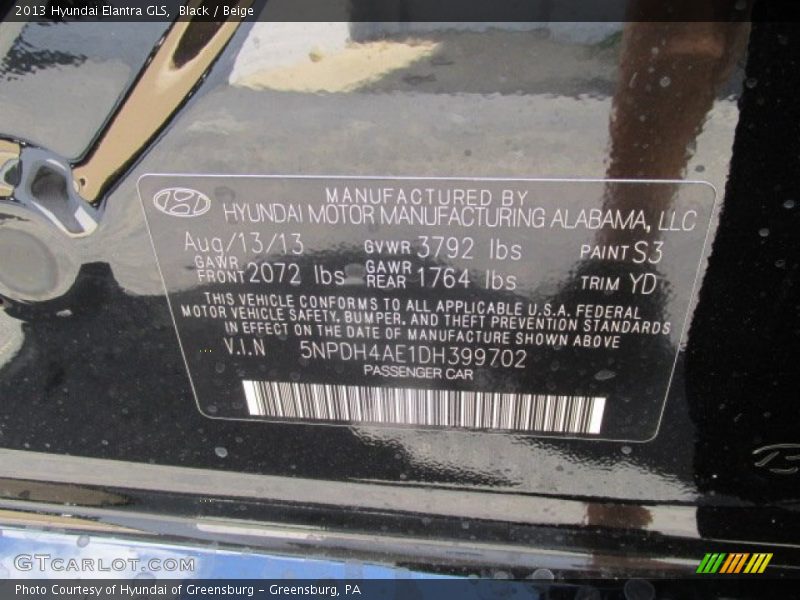 2013 Hyundai Elantra GLS, Black / Beige
MANUFACTURED BY
HYUNDAI MOTOR MANUFACTURING ALABAMA, LLC
Aug/13/13 GVWR 3792 lbs PAINT S3
GAWR FRONT 2072 lbs GAWR REAR 1764 lbs TRIM YD
THIS VEHICLE CONFORMS TO ALL APPLICABLE U.S.A. FEDERAL
MOTOR VEHICLE SAFETY, BUMPER, AND THEFT PREVENTION STANDARDS
IN EFFECT ON THE DATE OF MANUFACTURE SHOWN ABOVE
V.I.N 5NPDH4AE1DH399702
PASSENGER CAR
GTCarLot.com
Photo Courtesy of Hyundai of Greensburg - Greensburg, PA